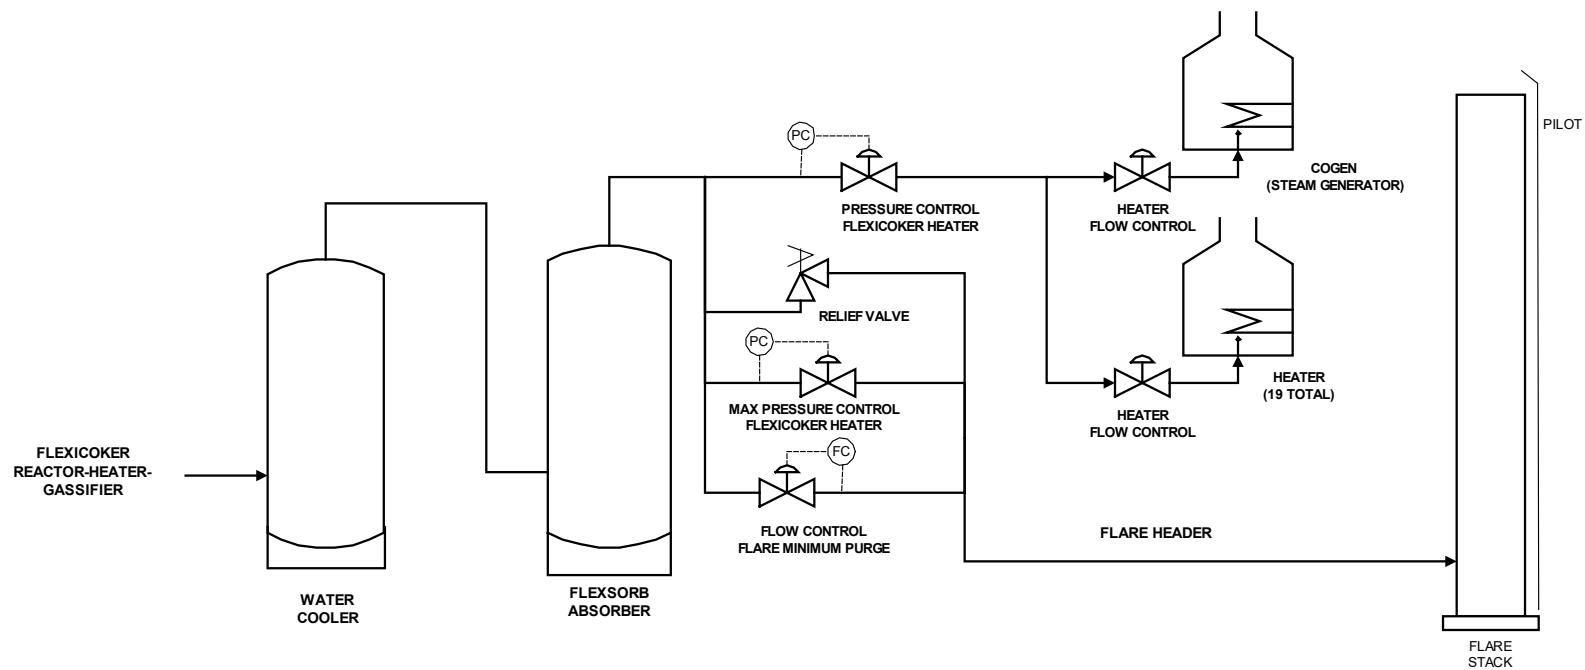 PILOT
PC
COGEN
(STEAM GENERATOR)
PRESSURE CONTROL
FLEXICOKER HEATER
HEATER
FLOW CONTROL
RELIEF VALVE
PC
HEATER
(19 TOTAL)
MAX PRESSURE CONTROL
FLEXICOKER HEATER
HEATER
FLOW CONTROL
FC
FLEXICOKER
REACTOR-HEATER-
GASSIFIER
FLOW CONTROL
FLARE MINIMUM PURGE
FLARE HEADER
WATER
COOLER
FLEXSORB
ABSORBER
FLARE
STACK